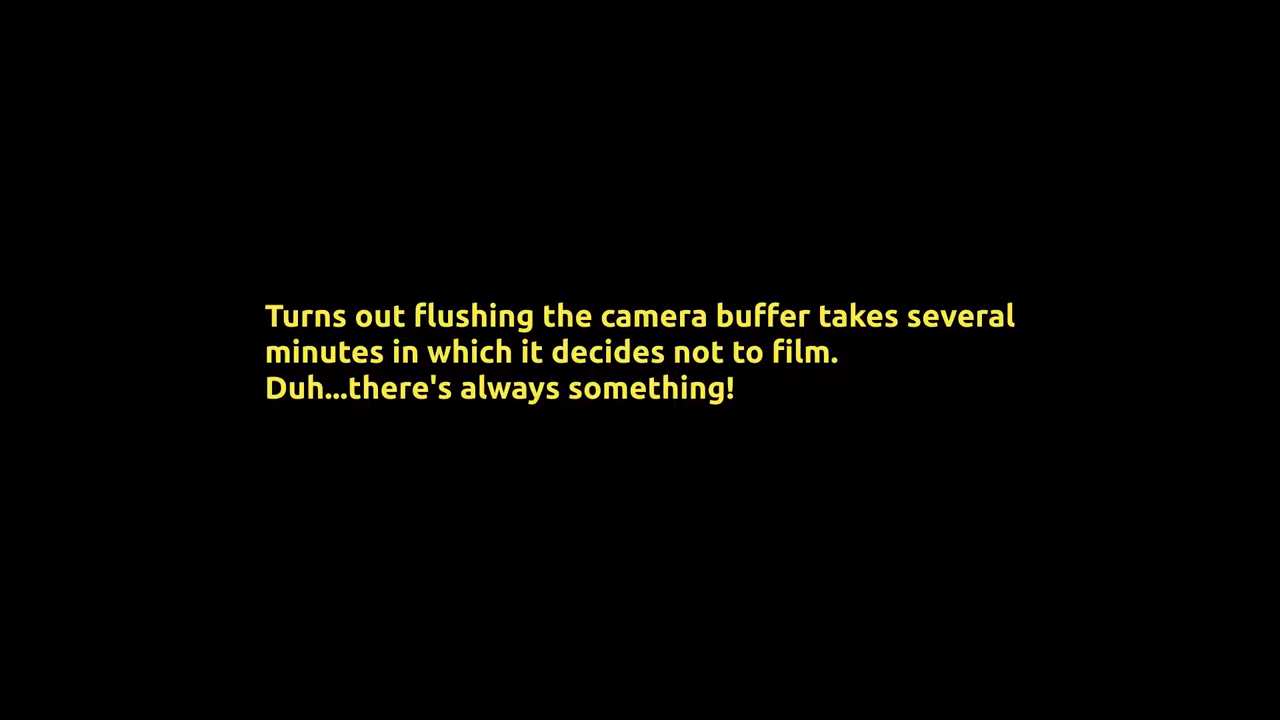 Turns out flushing the camera buffer takes several
minutes in which it decides not to film.
Duh...there's always something!